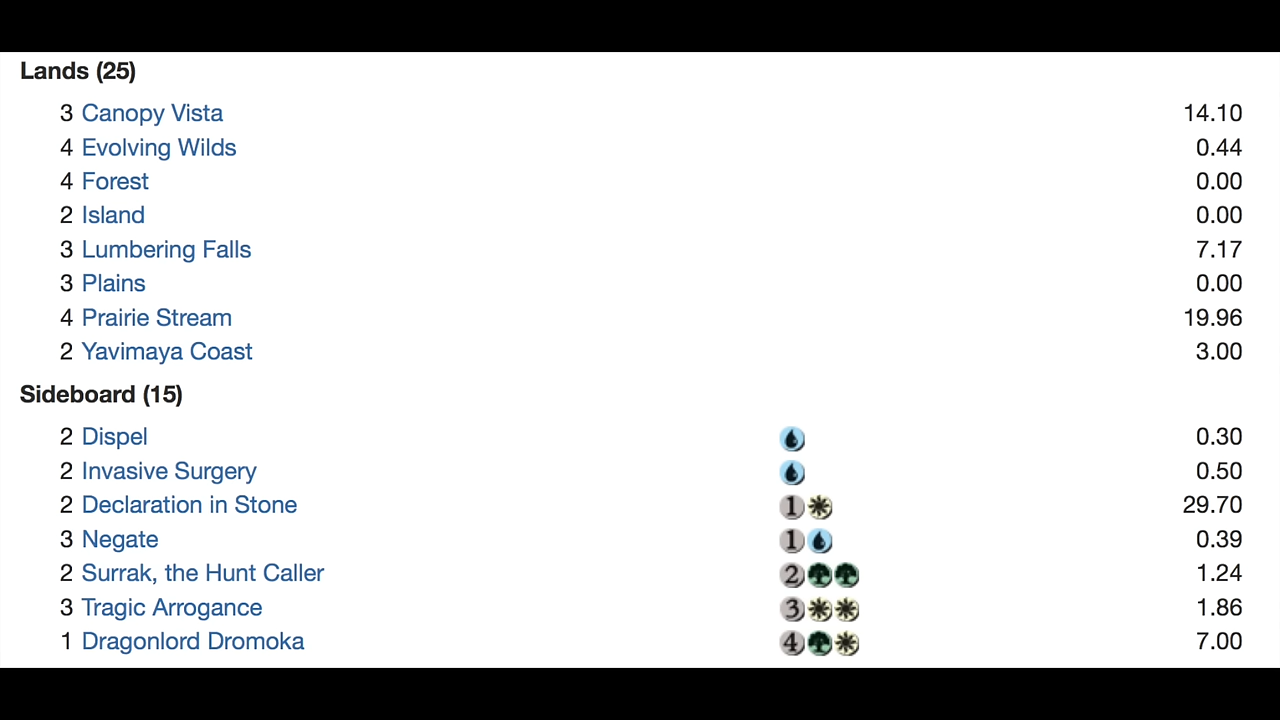 Lands (25)
3 Canopy Vista 14.10
4 Evolving Wilds 0.44
4 Forest 0.00
2 Island 0.00
3 Lumbering Falls 7.17
3 Plains 0.00
4 Prairie Stream 19.96
2 Yavimaya Coast 3.00
Sideboard (15)
2 Dispel 0.30
2 Invasive Surgery 0.50
2 Declaration in Stone 1 29.70
3 Negate 1 0.39
2 Surrak, the Hunt Caller 2 1.24
3 Tragic Arrogance 3 1.86
1 Dragonlord Dromoka 4 7.00